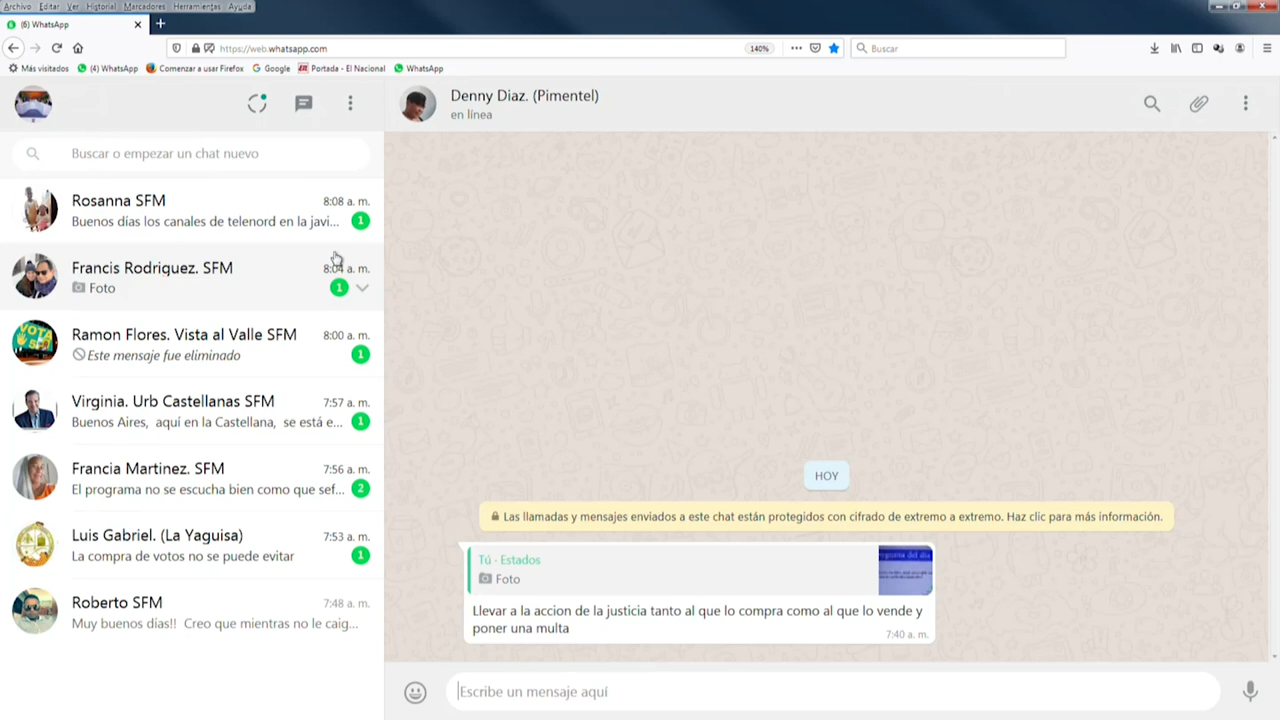 Archivo Editar Ver Historial Marcadores Herramientas Ayuda
(6) WhatsApp
https://web.whatsapp.com
140%
Buscar
Más visitados
(4) WhatsApp
Comenzar a usar Firefox
Google
Portada - El Nacional
WhatsApp
Buscar o empezar un chat nuevo
Rosanna SFM 8:08 a. m.
Buenos días los canales de telenord en la javi... 1
Francis Rodriguez. SFM 8:04 a. m.
Foto 1
Ramon Flores. Vista al Valle SFM 8:00 a. m.
Este mensaje fue eliminado 1
Virginia. Urb Castellanas SFM 7:57 a. m.
Buenos Aires, aquí en la Castellana, se está e... 1
Francia Martinez. SFM 7:56 a. m.
El programa no se escucha bien como que sef... 2
Luis Gabriel. (La Yaguisa) 7:53 a. m.
La compra de votos no se puede evitar 1
Roberto SFM 7:48 a. m.
Muy buenos días!! Creo que mientras no le caig...
Denny Diaz. (Pimentel)
en línea
HOY
Las llamadas y mensajes enviados a este chat están protegidos con cifrado de extremo a extremo. Haz clic para más información.
Tú - Estados
Foto
Llevar a la accion de la justicia tanto al que lo compra como al que lo vende y
poner una multa
7:40 a. m.
Escribe un mensaje aquí